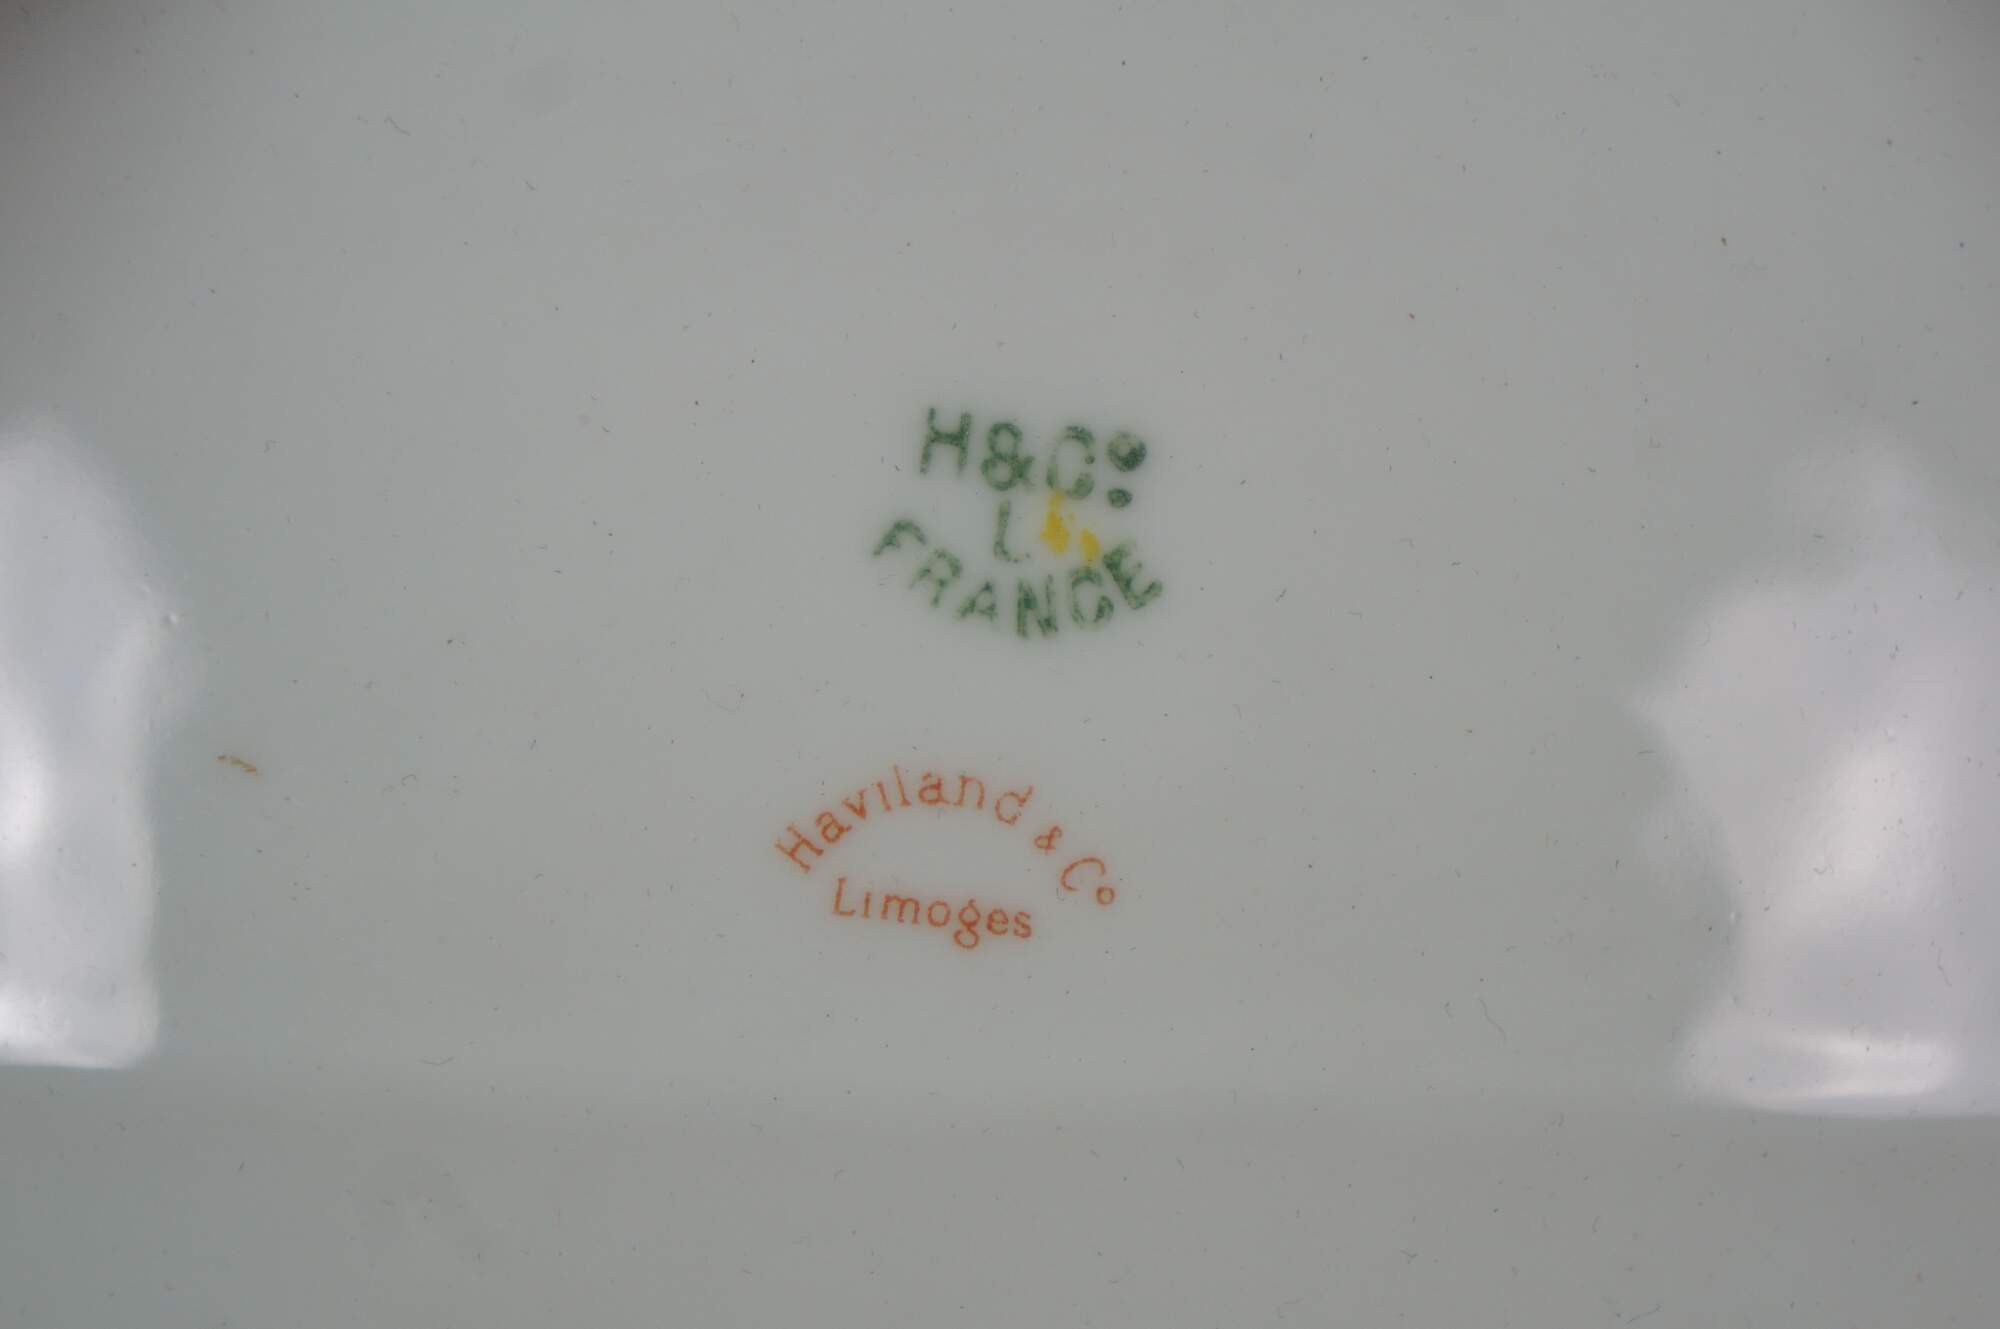 H&Co
L
FRANCE
Haviland & Co
Limoges